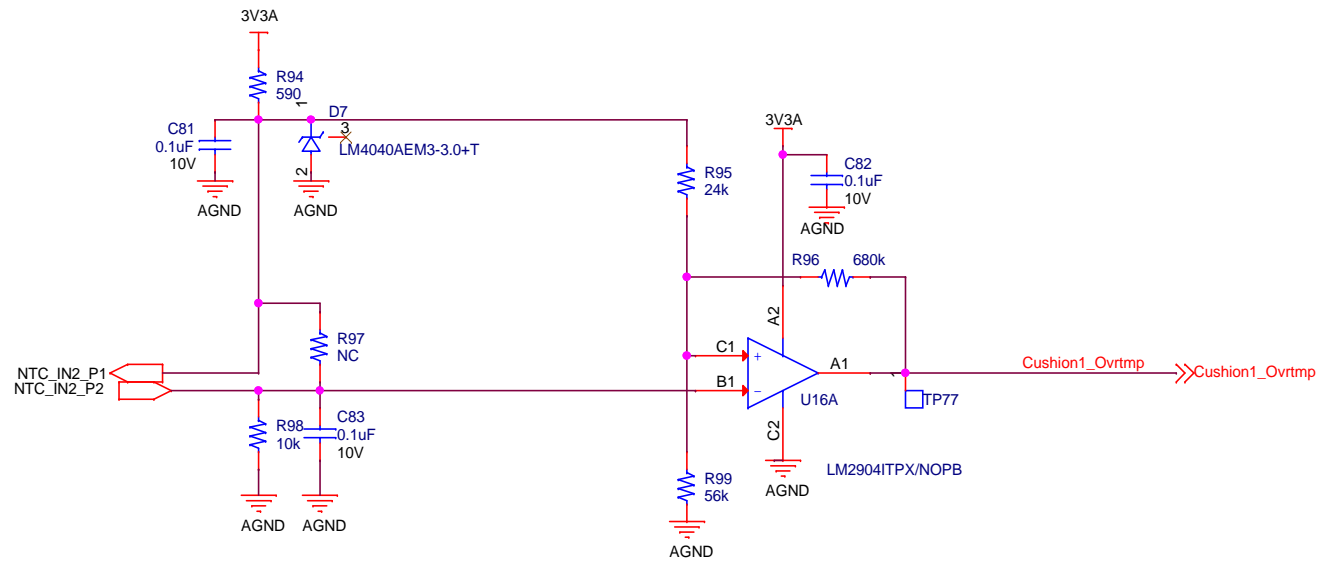 3V3A
R94
590
1
D7
3
C81
0.1uF
10V
LM4040AEM3-3.0+T
2
AGND
AGND
3V3A
C82
0.1uF
10V
AGND
R95
24k
R96 680k
A2
R97
NC
C1
+
A1
Cushion1_Ovrtmp
Cushion1_Ovrtmp
NTC_IN2_P1
NTC_IN2_P2
B1
-
U16A
1
TP77
C2
R98
10k
C83
0.1uF
10V
LM2904ITPX/NOPB
R99
56k
AGND
AGND
AGND
AGND